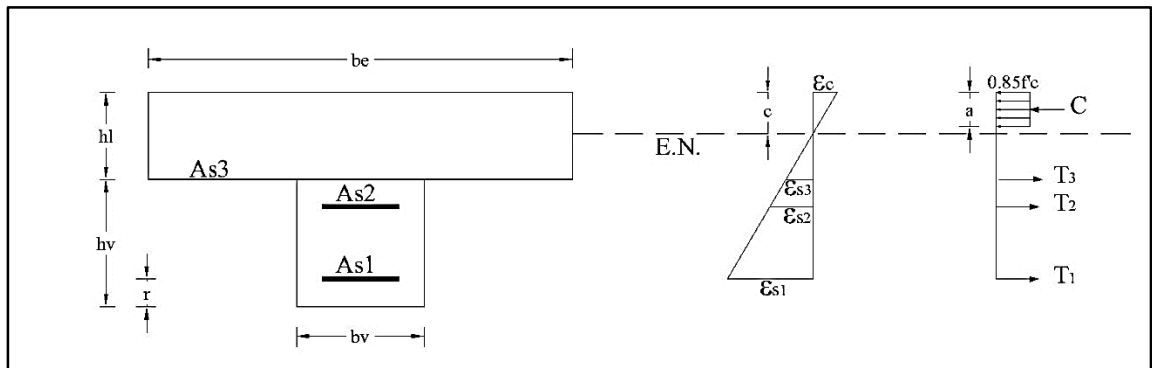 be
hl
As3
As2
hv
As1
r
bv
εc
c
E.N.
εs3
εs2
εs1
0.85f'c
a
C
T3
T2
T1